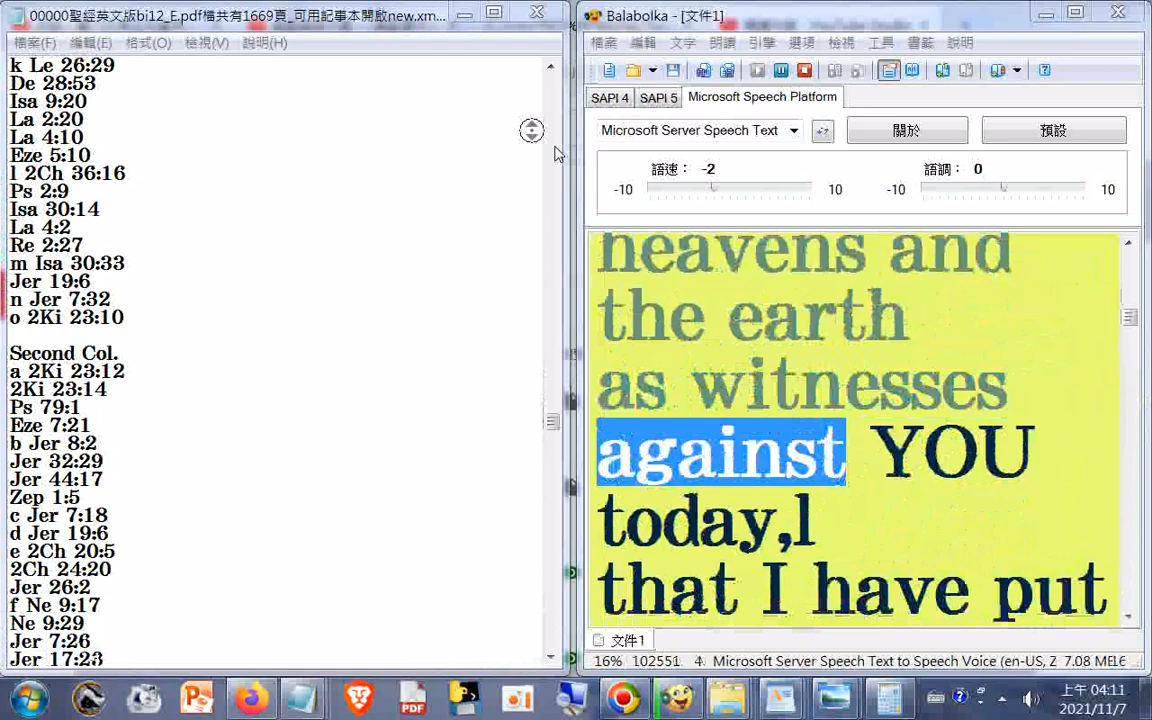 00000聖經英文版bi12_E.pdf檔共有1669頁_可用記事本開啟new.xm...
檔案(F) 編輯(E) 格式(O) 檢視(V) 說明(H)
k Le 26:29
De 28:53
Isa 9:20
La 2:20
La 4:10
Eze 5:10
l 2Ch 36:16
Ps 2:9
Isa 30:14
La 4:2
Re 2:27
m Isa 30:33
Jer 19:6
n Jer 7:32
o 2Ki 23:10
Second Col.
a 2Ki 23:12
2Ki 23:14
Ps 79:1
Eze 7:21
b Jer 8:2
Jer 32:29
Jer 44:17
Zep 1:5
c Jer 7:18
d Jer 19:6
e 2Ch 20:5
2Ch 24:20
Jer 26:2
f Ne 9:17
Ne 9:29
Jer 7:26
Jer 17:23
Balabolka - [文件1]
檔案 編輯 文字 朗讀 引擎 選項 檢視 工具 書籤 說明
SAPI 4 SAPI 5 Microsoft Speech Platform
Microsoft Server Speech Text 關於 預設
語速： -2 語調： 0
-10 10 -10 10
heavens and
the earth
as witnesses
against YOU
today,l
that I have put
文件1
16% 102551 4. Microsoft Server Speech Text to Speech Voice (en-US, Z 7.08 ME16
PDF
上午 04:11
2021/11/7